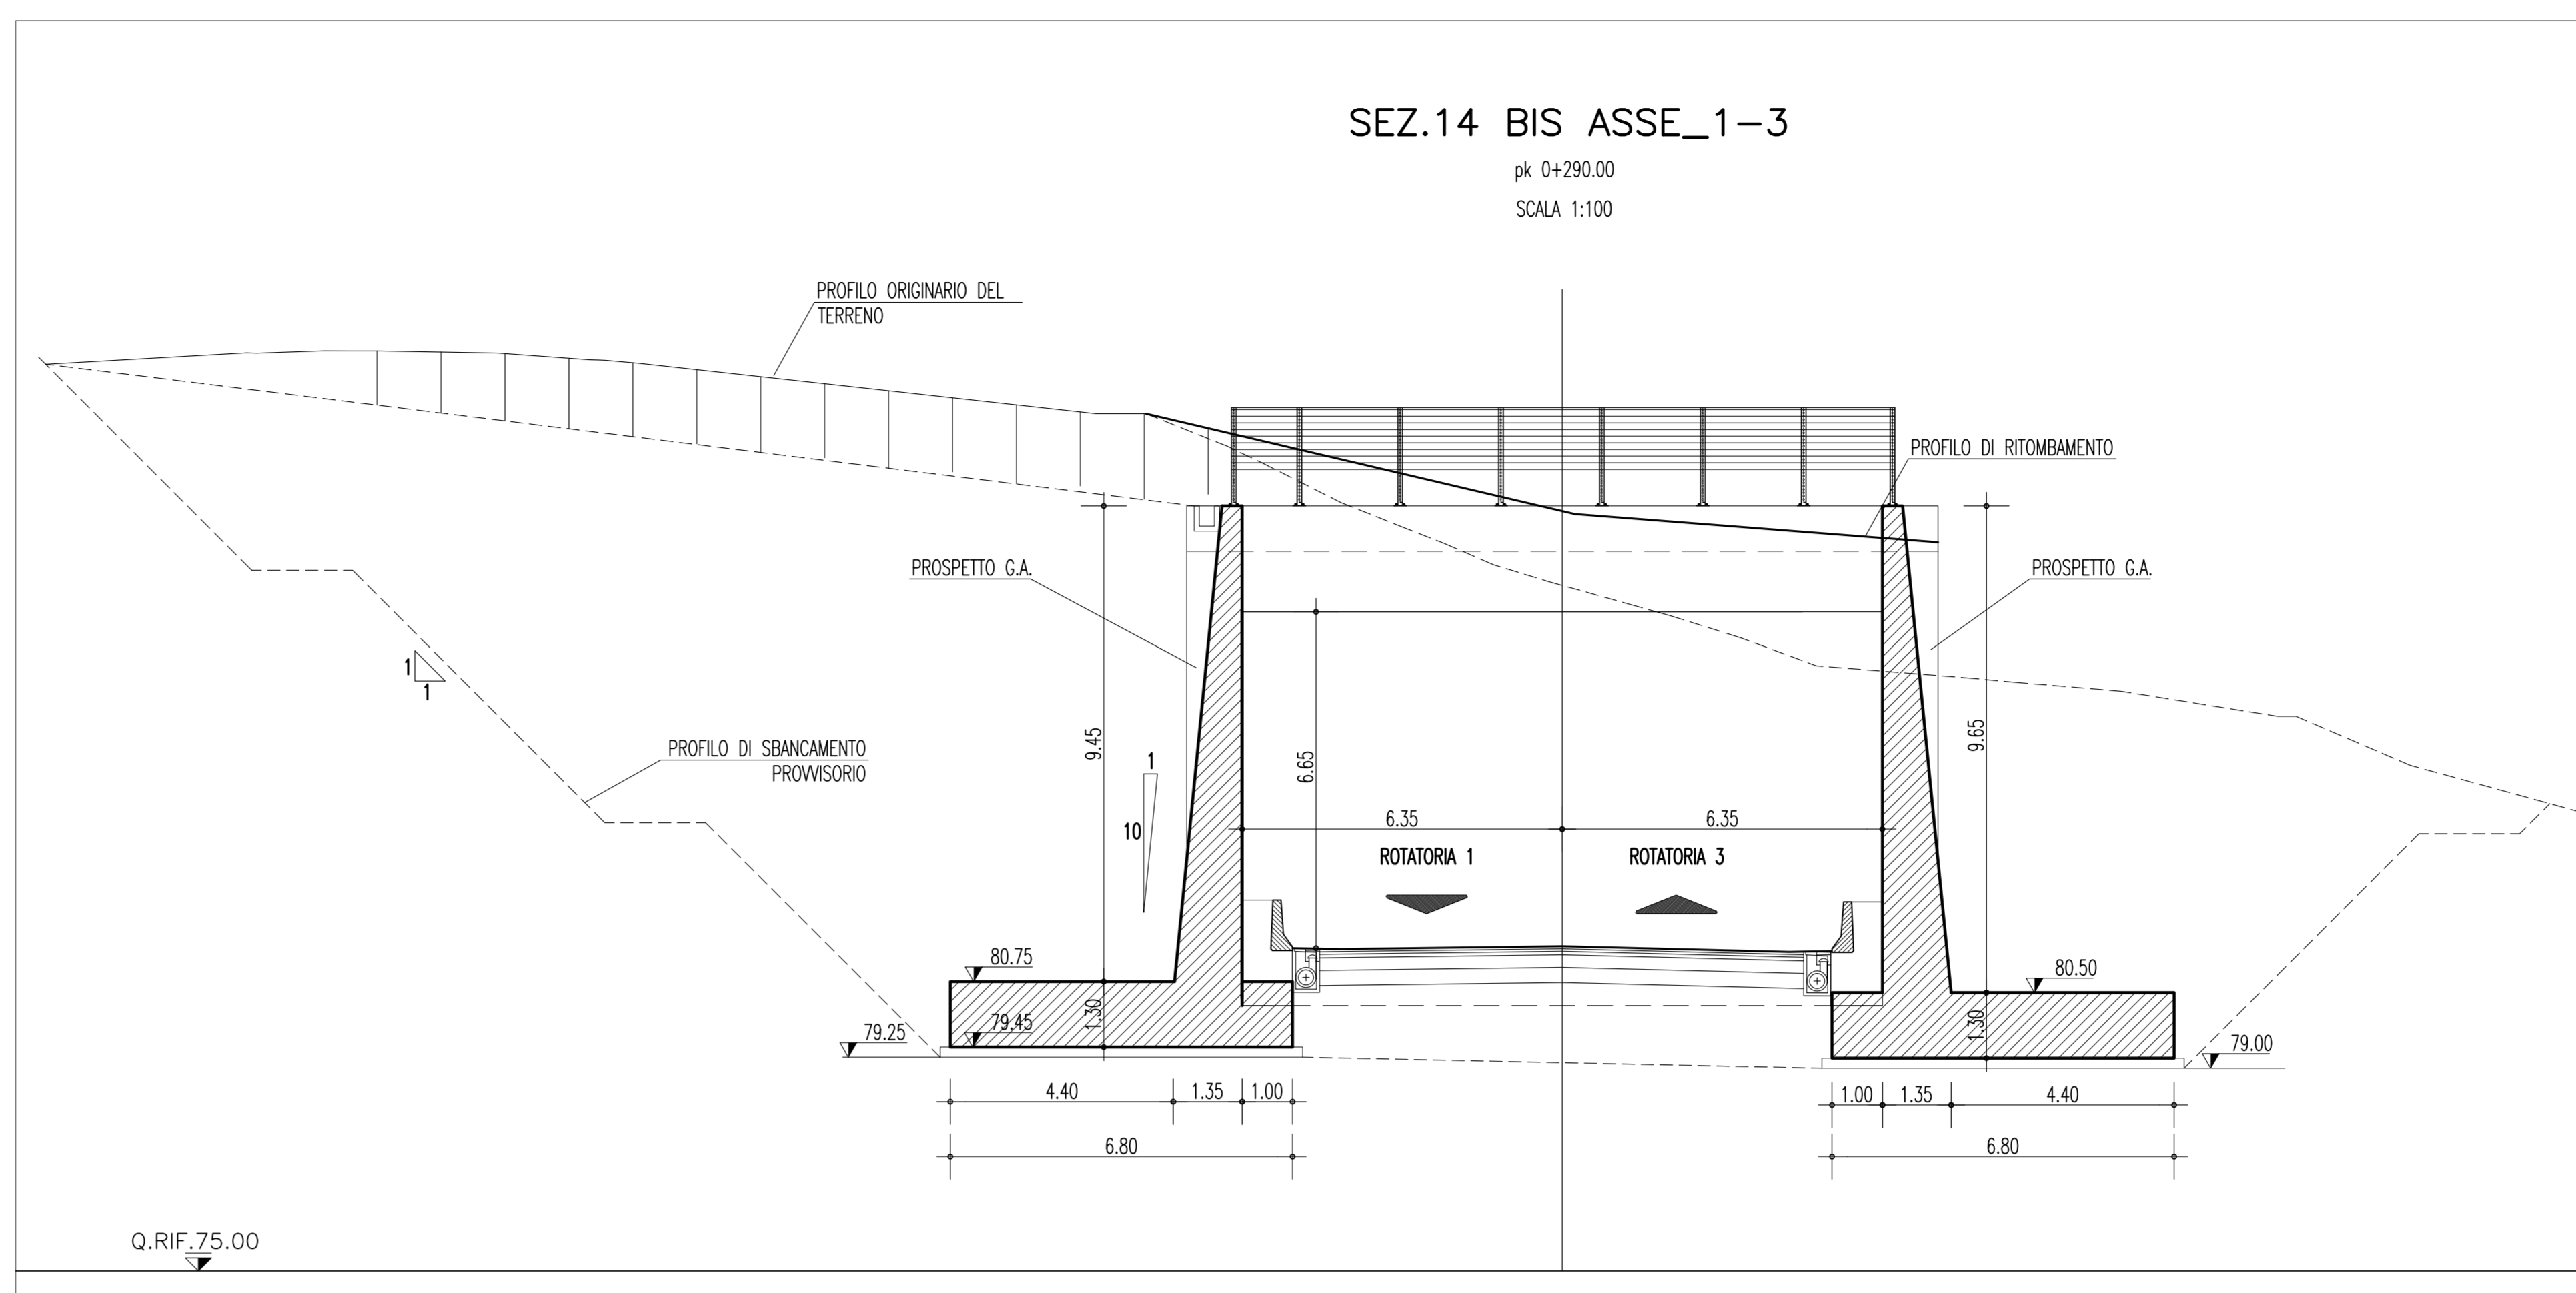 SEZ.14 BIS ASSE_1-3
pk 0+290.00
SCALA 1:100
PROFILO ORIGINARIO DEL
TERRENO
PROFILO DI RITOMBAMENTO
PROSPETTO G.A.
PROSPETTO G.A.
1
1
PROFILO DI SBANCAMENTO
PROVVISORIO
9.45
1
10
6.65
9.65
6.35
6.35
ROTATORIA 1
ROTATORIA 3
80.75
80.50
79.25
79.45
1.30
1.30
79.00
4.40
1.35
1.00
1.00
1.35
4.40
6.80
6.80
Q.RIF.75.00